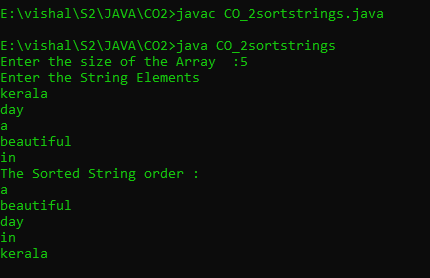 E:\vishal\S2\JAVA\CO2>javac CO_2sortstrings.java
E:\vishal\S2\JAVA\CO2>java CO_2sortstrings
Enter the size of the Array  :5
Enter the String Elements
kerala
day
a
beautiful
in
The Sorted String order :
a
beautiful
day
in
kerala